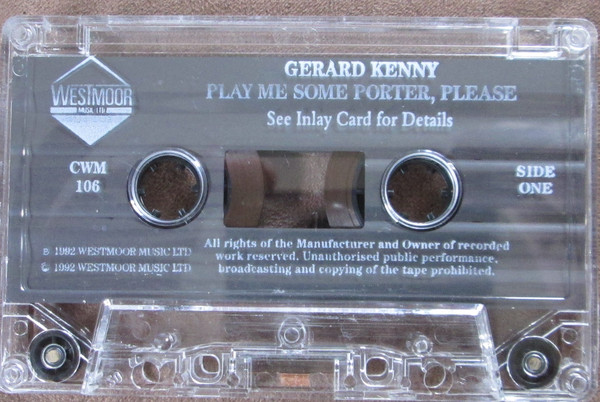 WESTMOOR
MUSIC LTD
GERARD KENNY
PLAY ME SOME PORTER, PLEASE
See Inlay Card for Details
CWM
106
SIDE
ONE
℗ 1992 WESTMOOR MUSIC LTD
© 1992 WESTMOOR MUSIC LTD
All rights of the Manufacturer and Owner of recorded
work reserved. Unauthorised public performance,
broadcasting and copying of the tape prohibited.